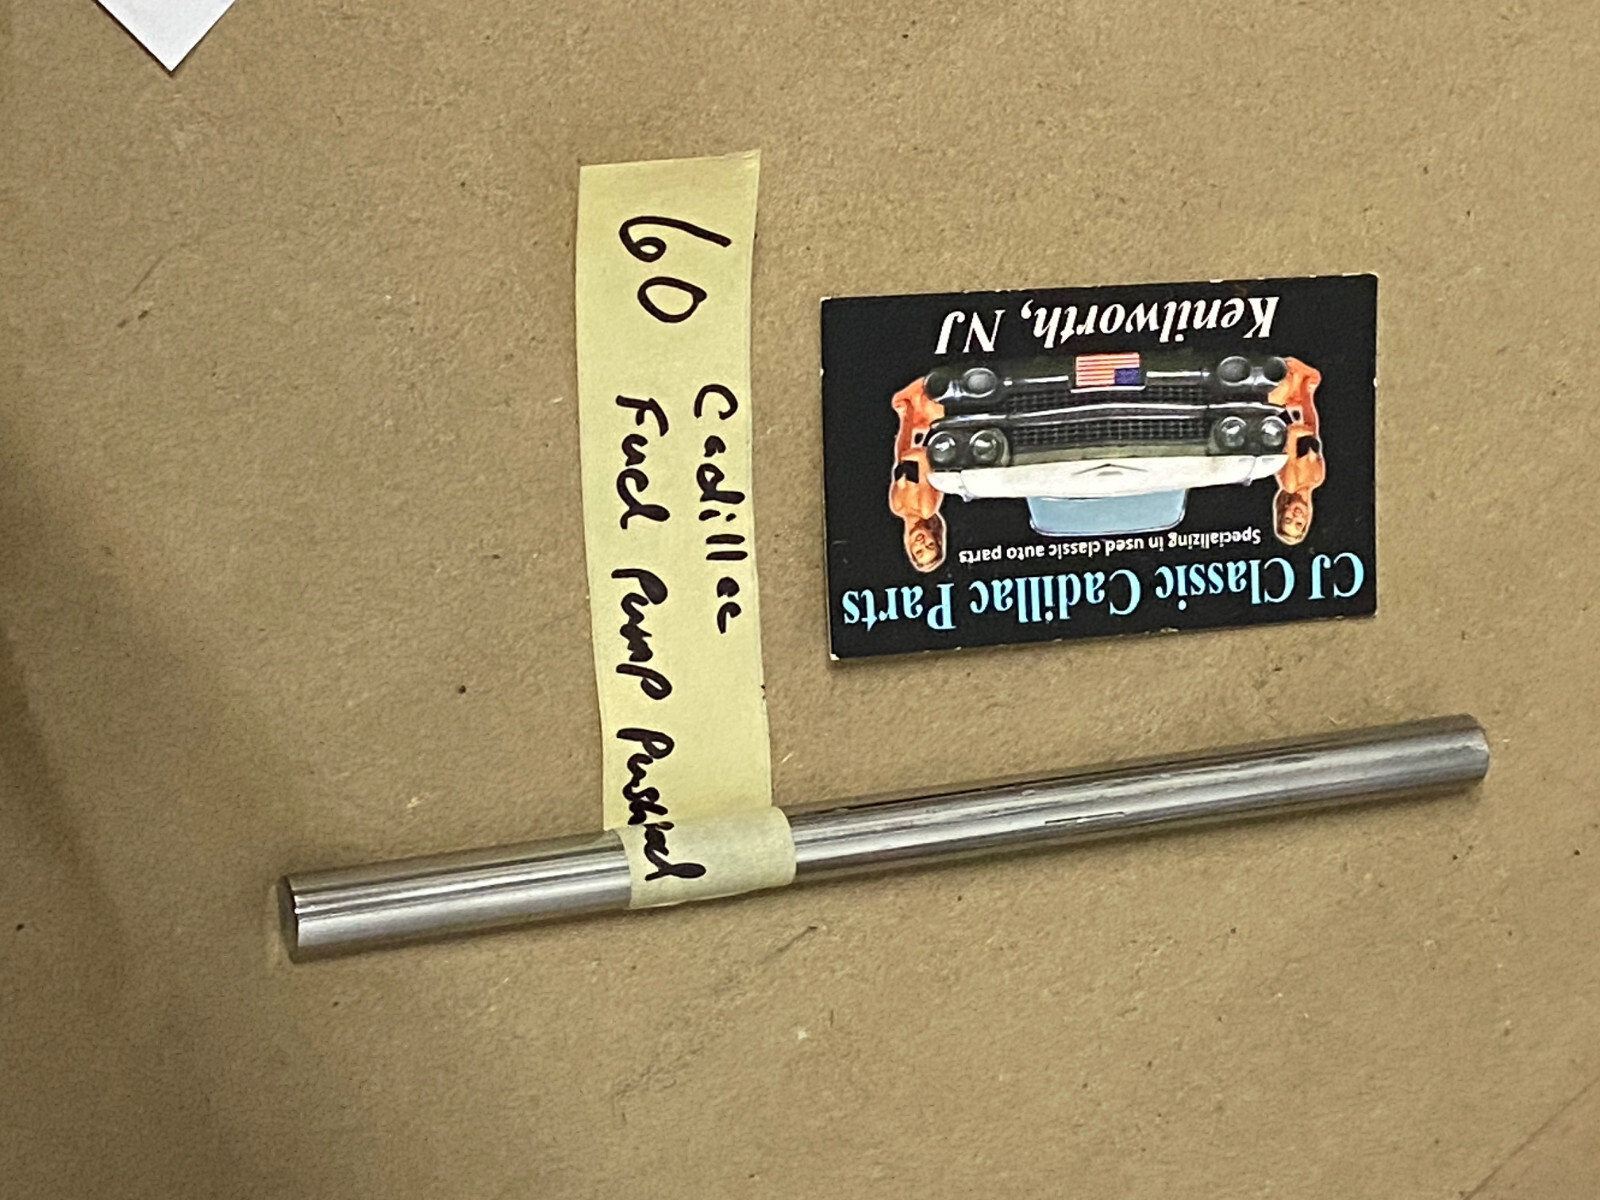 60 Cadillac
Fuel Pump Pushrod
CJ Classic Cadillac Parts
Specializing in used classic auto parts
Kenilworth, NJ